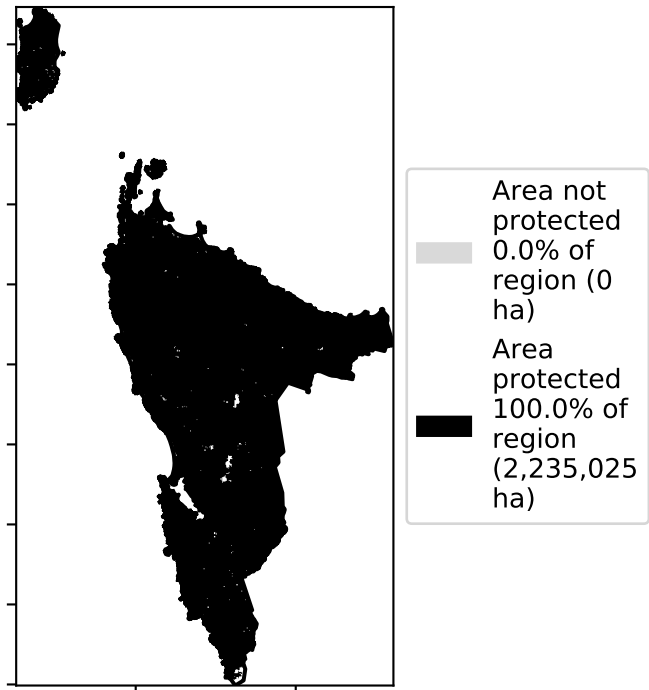 Area not
protected
0.0% of
region (0
ha)
Area
protected
100.0% of
region
(2,235,025
ha)